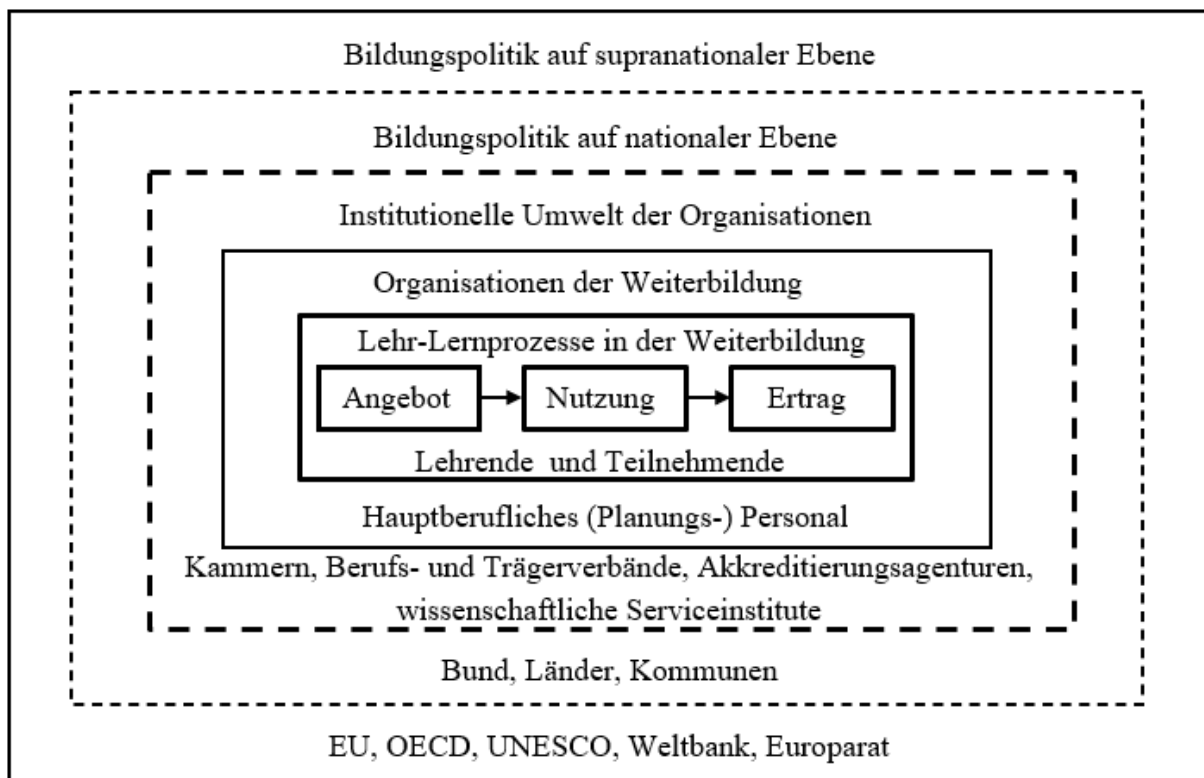 Bildungspolitik auf supranationaler Ebene
Bildungspolitik auf nationaler Ebene
Institutionelle Umwelt der Organisationen
Organisationen der Weiterbildung
Lehr-Lernprozesse in der Weiterbildung
Angebot
Nutzung
Ertrag
Lehrende und Teilnehmende
Hauptberufliches (Planungs-) Personal
Kammern, Berufs- und Trägerverbände, Akkreditierungsagenturen,
wissenschaftliche Serviceinstitute
Bund, Länder, Kommunen
EU, OECD, UNESCO, Weltbank, Europarat